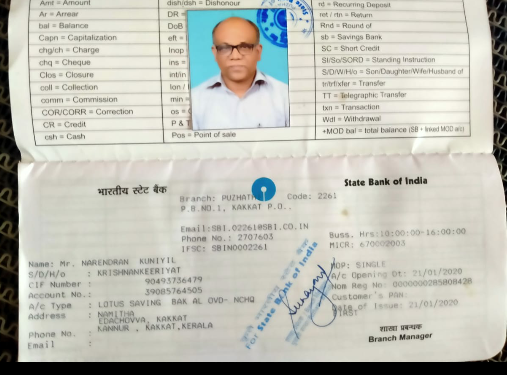 Amt = Amount
dish/dsh = Dishonour
rd = Recurring Deposit
Ar = Arrear
DR =
ret / rtn = Return
bal = Balance
DoB
Rnd = Round of
Capn = Capitalization
eff =
sb = Savings Bank
chg/ch = Charge
Inop
SC = Short Credit
chq = Cheque
ins =
SI/So/SORD = Standing Instruction
Clos = Closure
int/in
S/D/W/H/o = Son/Daughter/Wife/Husband of
coll = Collection
lon /
tr/trf/xfer = Transfer
comm = Commission
min =
TT = Telegraphic Transfer
COR/CORR = Correction
os =
txn = Transaction
CR = Credit
P & T
Wdl = Withdrawal
csh = Cash
Pos = Point of sale
+MOD bal = total balance (SB + linked MOD a/c)
भारतीय स्टेट बैंक
State Bank of India
Branch: Code: 2261
P.B.NO.1, KAKKAT P.O..
Email:SBI.02261@SBI.CO.IN
Buss. Hrs:10:00:00-16:00:00
Phone No.: 2707603
MICR: 670002003
IFSC: SBIN0002261
Name: Mr. NARENDRAN KUNIYIL
MOP: SINGLE
S/D/H/o : KRISHNANKEERIYAT
A/c Opening Dt: 21/01/2020
CIF Number : 90493736479
Nom Reg No: 0000000285808428
Account No.: 39085764505
Customer's PAN:
A/c Type : LOTUS SAVING BAK AL OVD- NCHQ
Date of Issue: 21/01/2020
Address : NAMITHA
EDACHOVVA, KAKKAT
KANNUR , KAKKAT,KERALA
Phone No. :
Email :
For State Bank of India
शाखा प्रबन्धक
Branch Manager